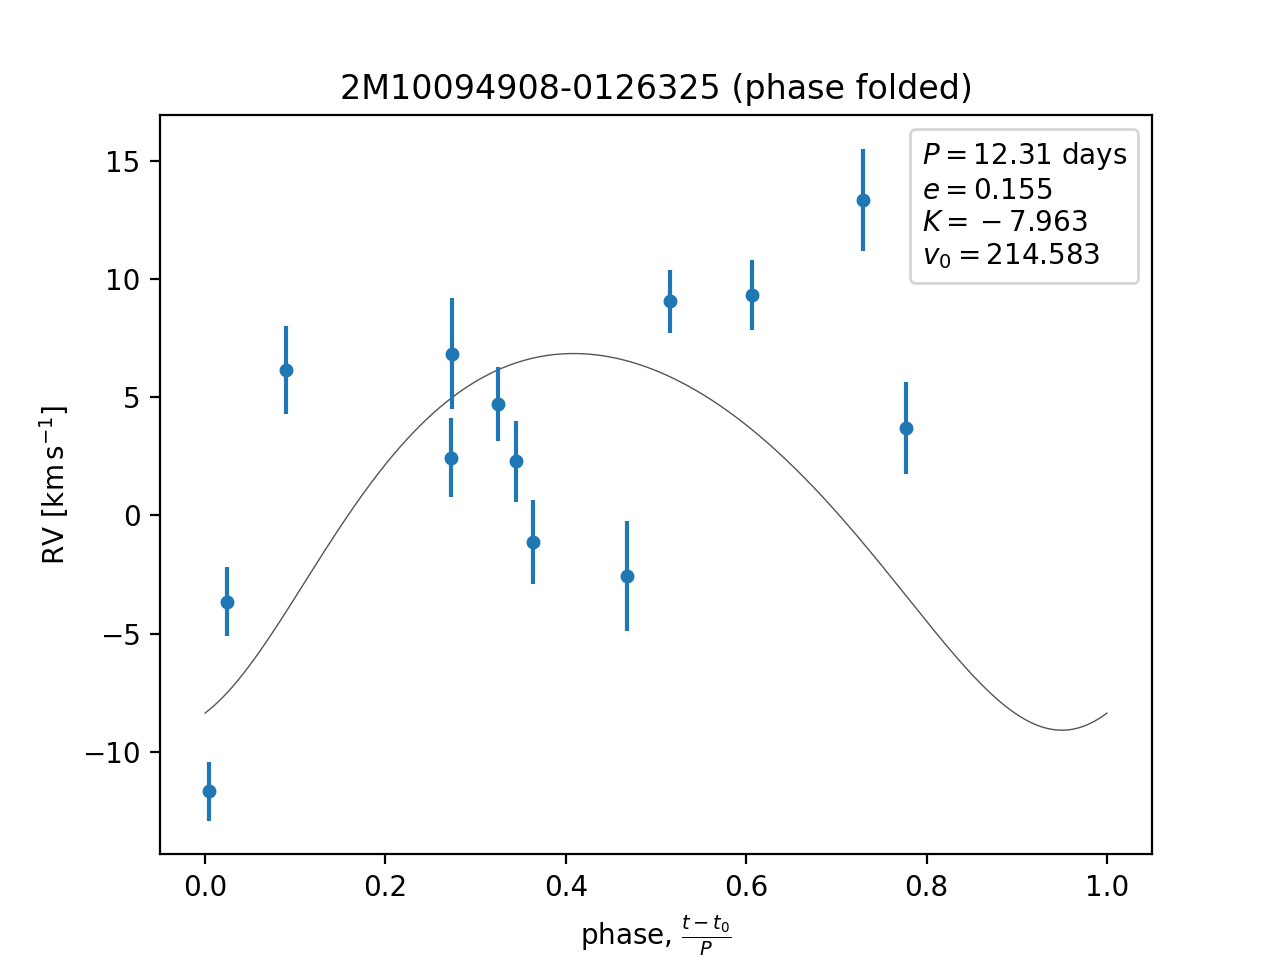 2M10094908-0126325 (phase folded)
P = 12.31 days
e = 0.155
K = −7.963
v₀ = 214.583
RV [km s⁻¹]
15
10
5
0
−5
−10
0.0 0.2 0.4 0.6 0.8 1.0
phase, (t − t₀)/P